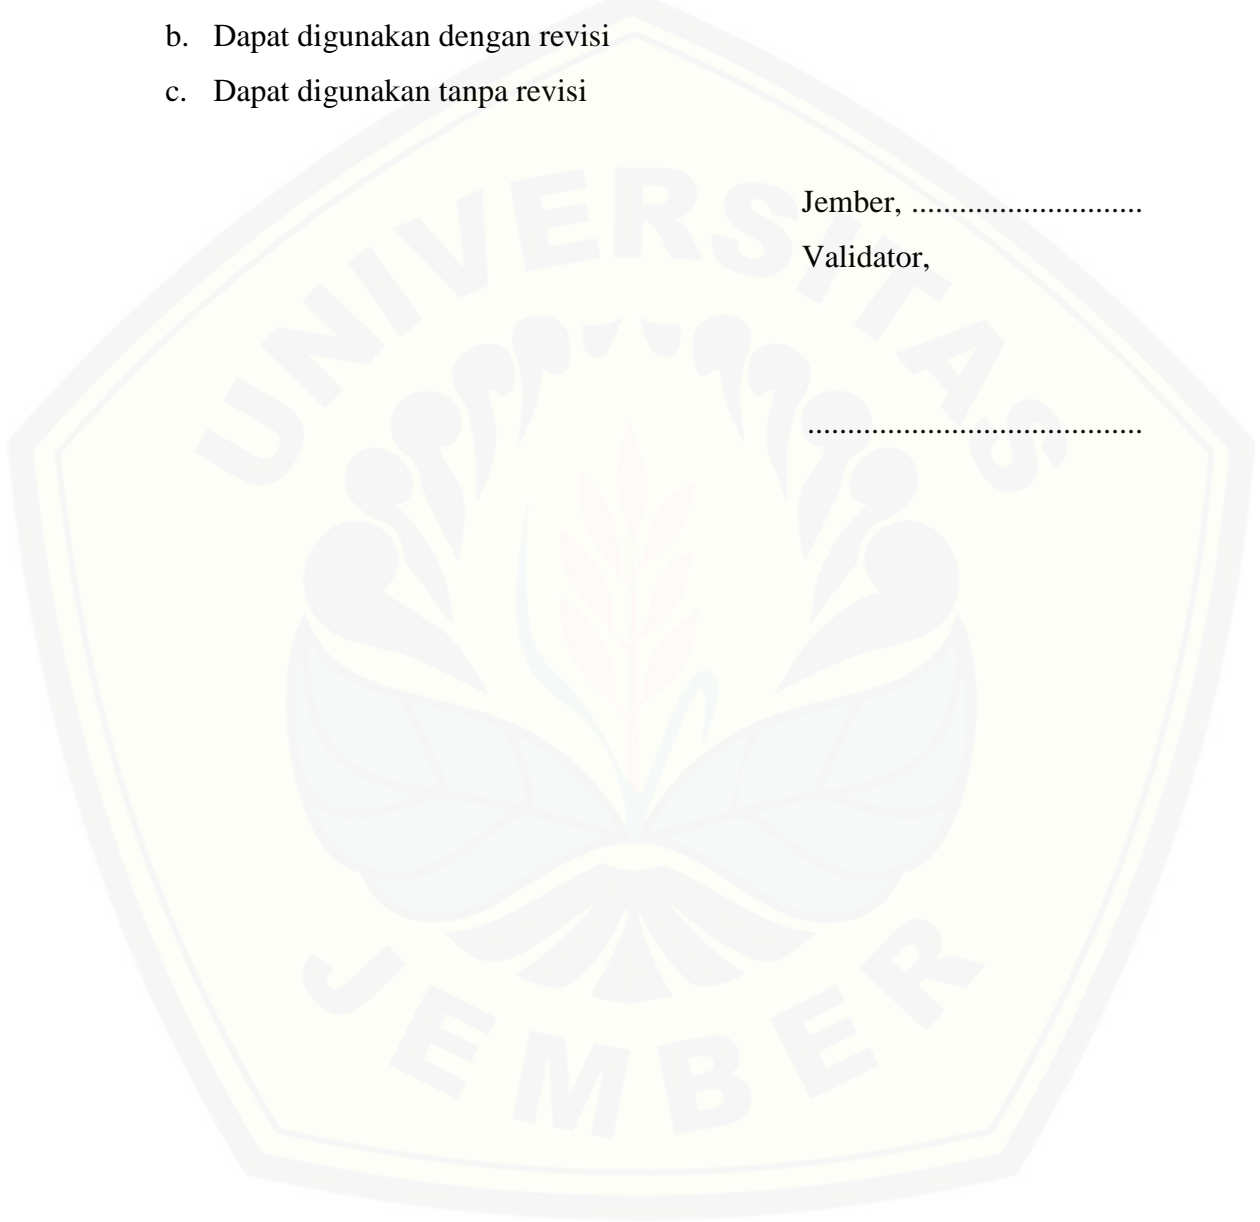 b. Dapat digunakan dengan revisi
c. Dapat digunakan tanpa revisi
Jember, .............................
Validator,
..........................................
UNIVERSITAS
JEMBER